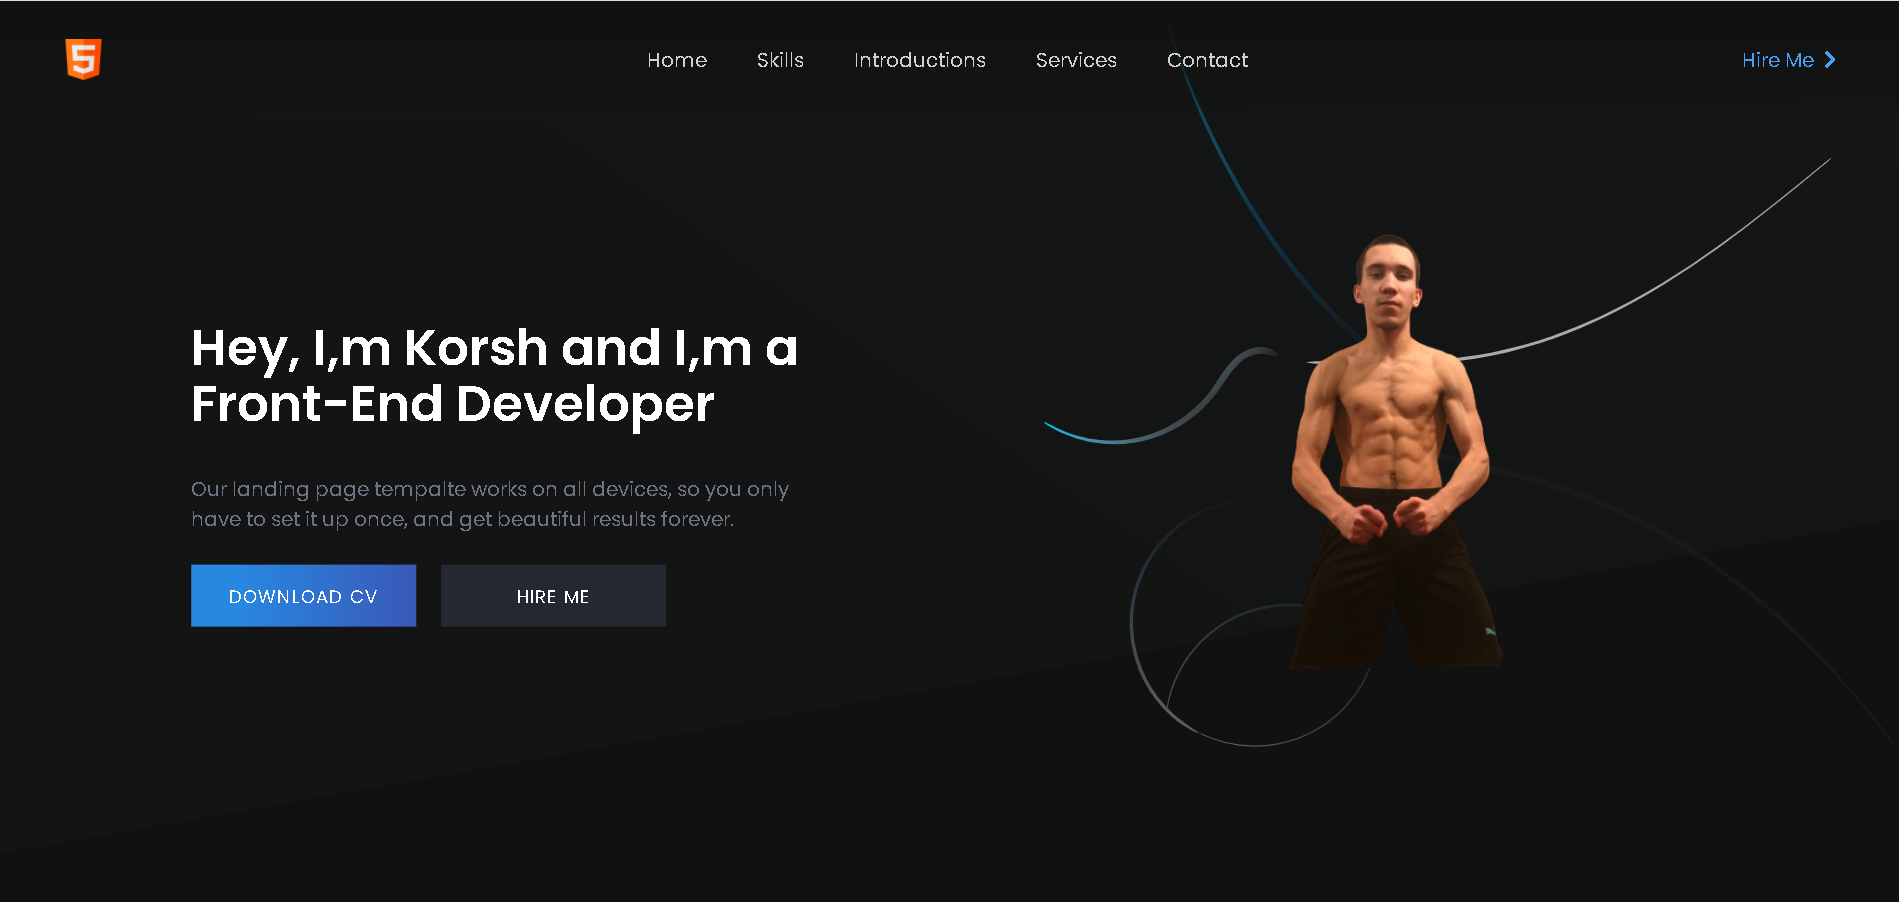 5
Home Skills Introductions Services Contact Hire Me
Hey, I,m Korsh and I,m a
Front-End Developer
Our landing page tempalte works on all devices, so you only
have to set it up once, and get beautiful results forever.
DOWNLOAD CV HIRE ME